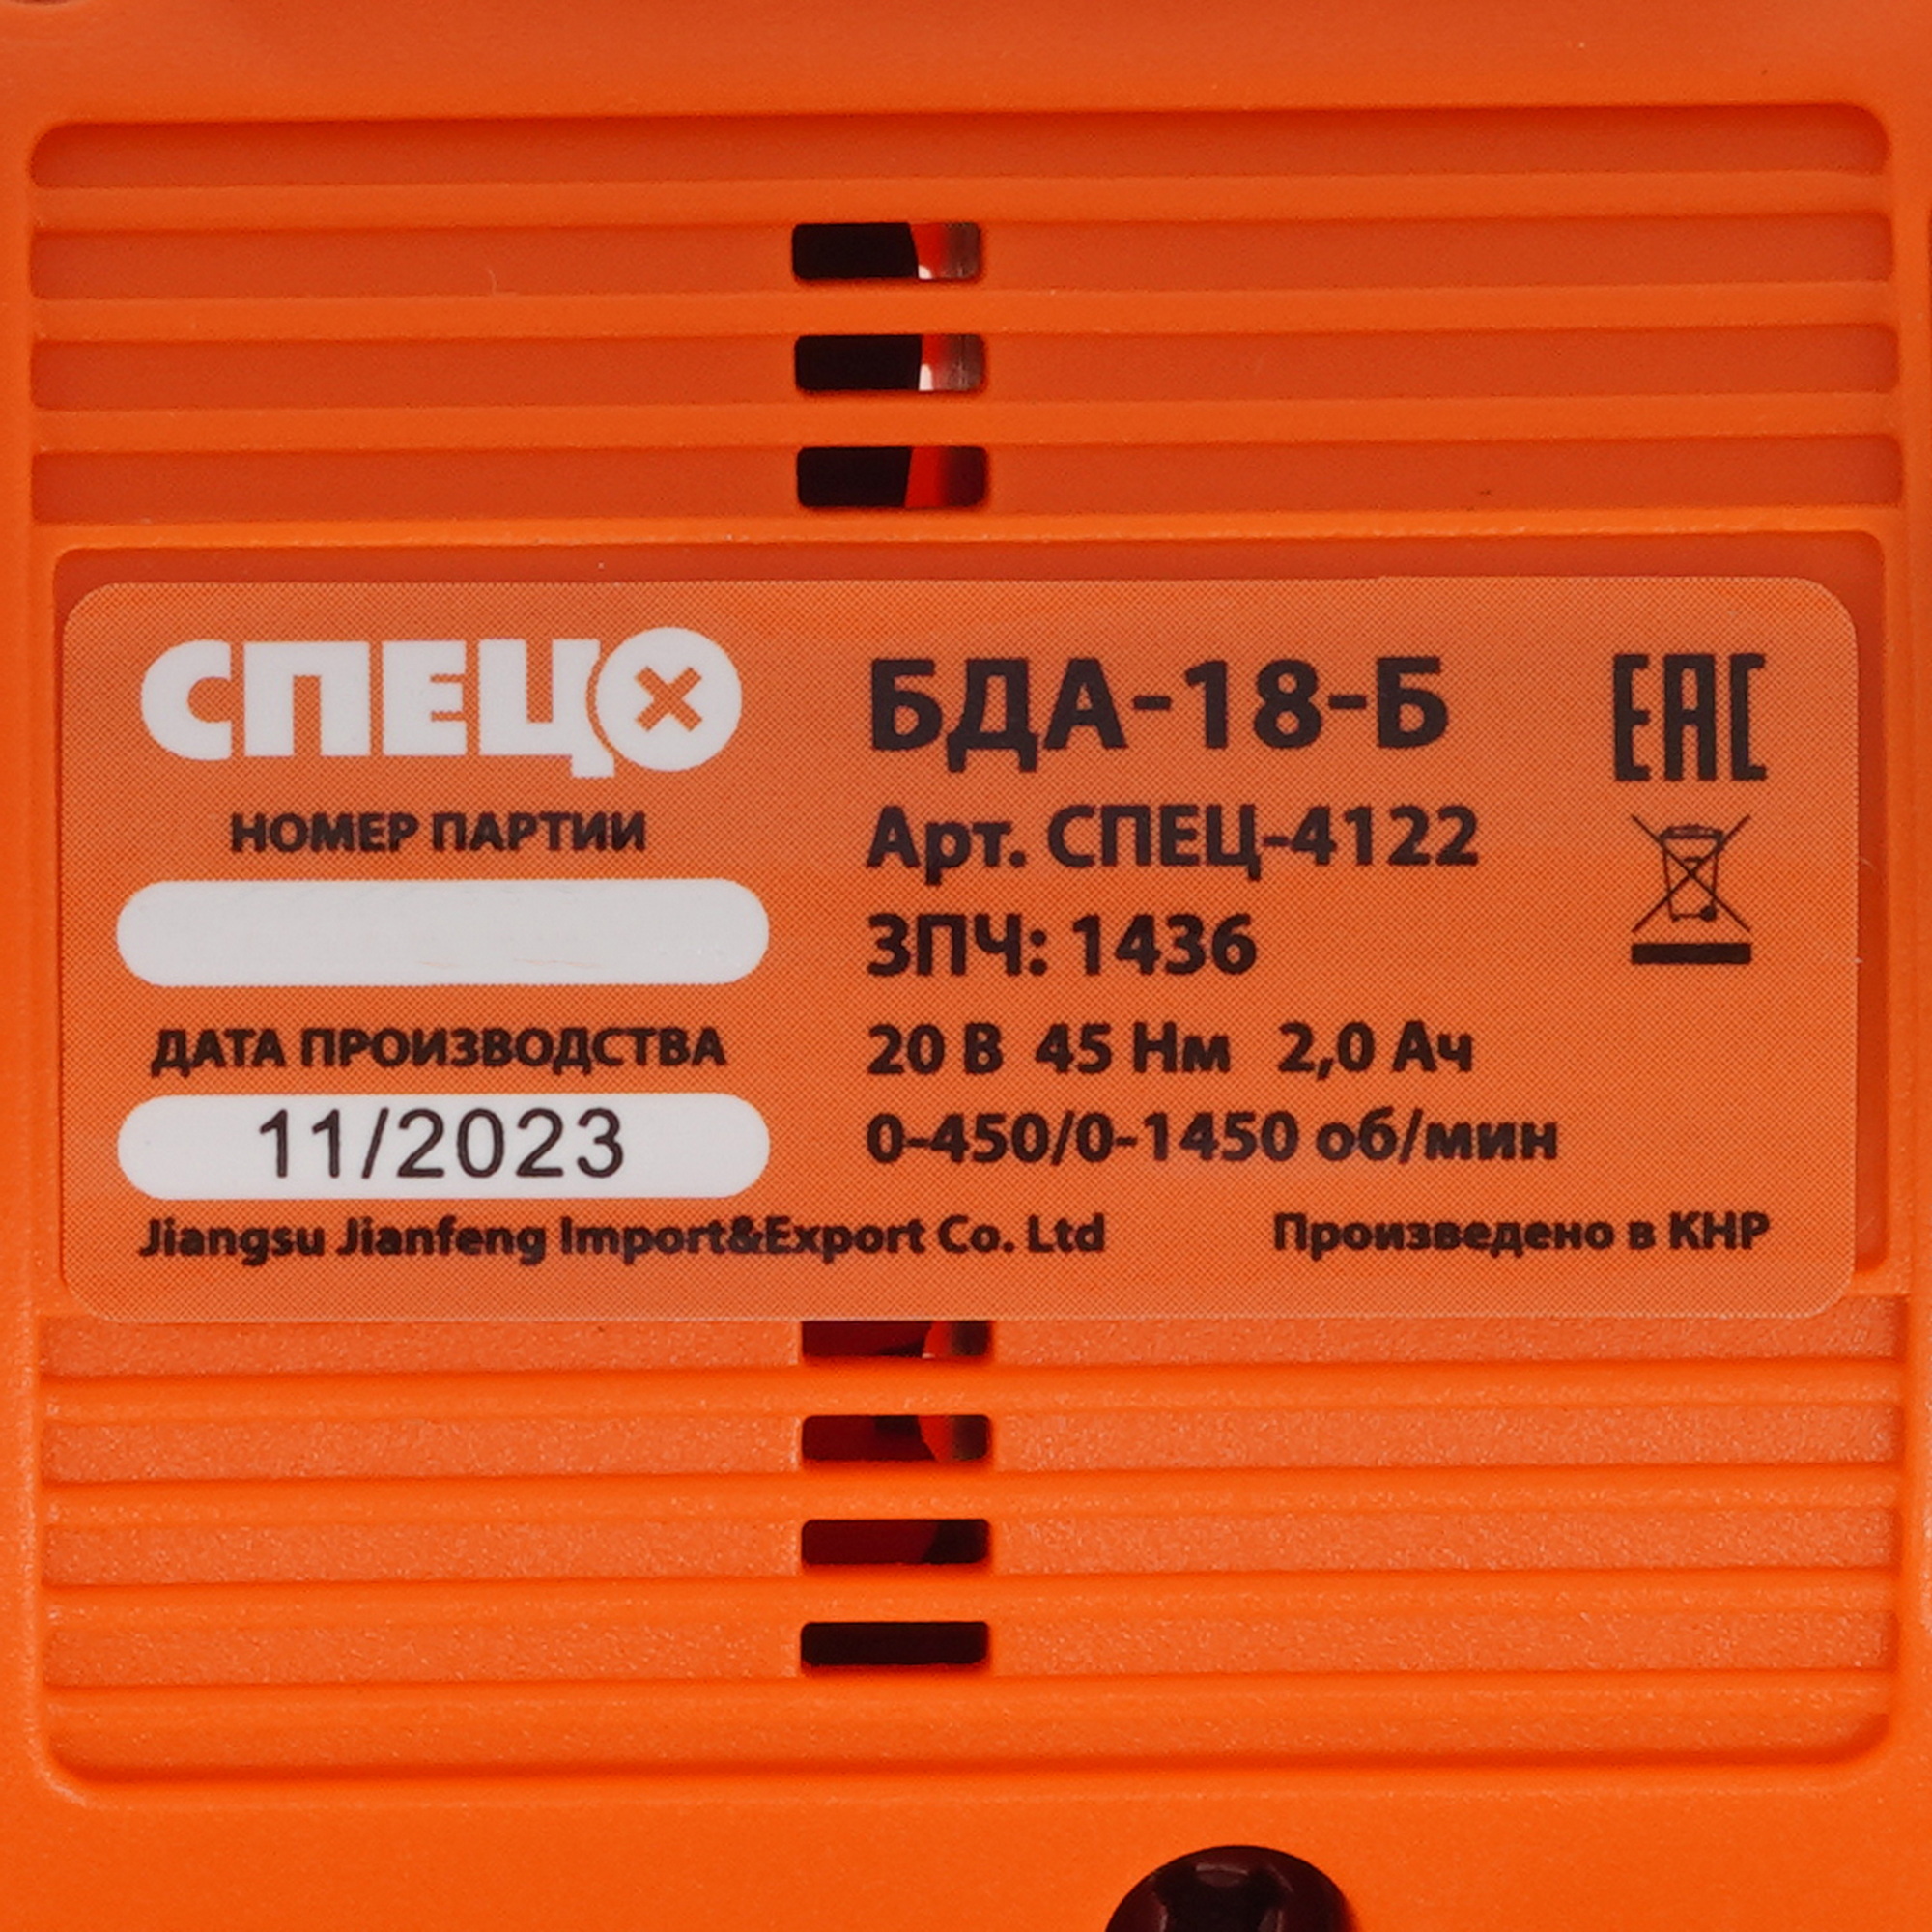 СПЕЦ
НОМЕР ПАРТИИ
ДАТА ПРОИЗВОДСТВА
11/2023
БДА-18-Б
Арт. СПЕЦ-4122
ЗПЧ: 1436
20 В 45 Нм 2,0 Ач
0-450/0-1450 об/мин
EAC
Jiangsu Jianfeng Import&Export Co. Ltd
Произведено в КНР